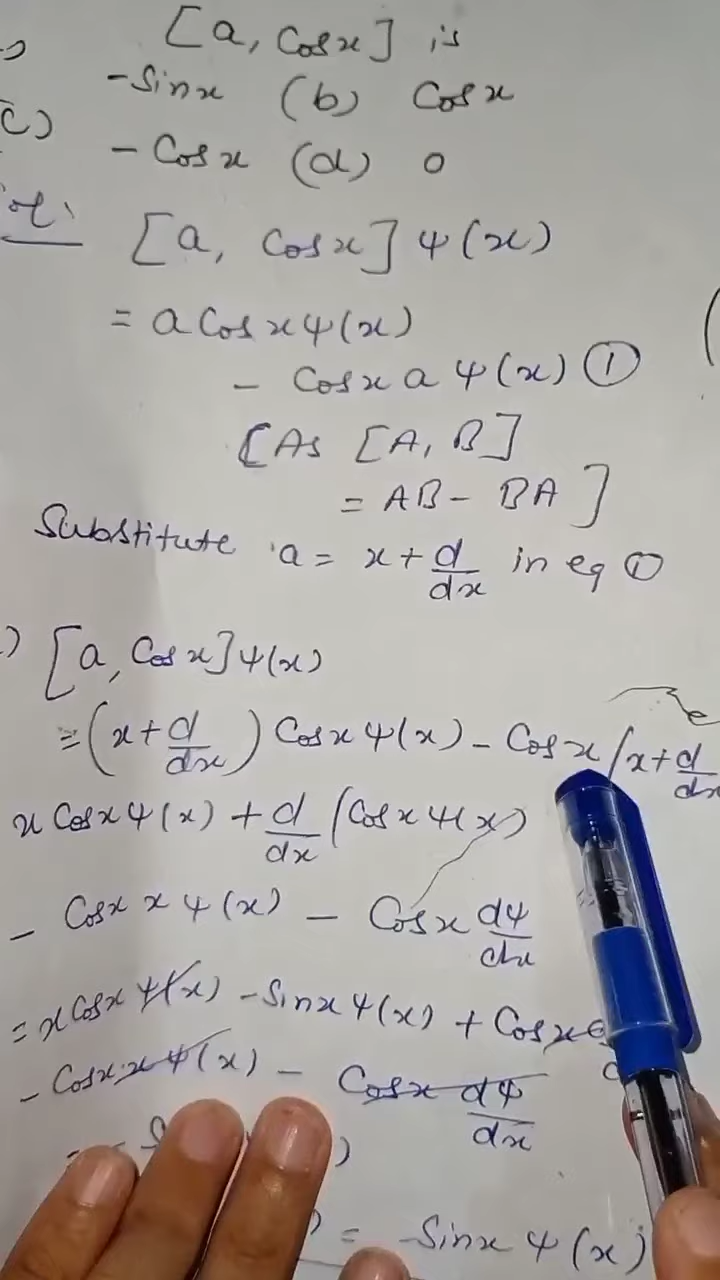 [a, Cosx] is
-Sinx (b) Cosx
C)
- Cosx (d) 0
[a, Cosx] Ψ(x)
= a Cosx Ψ(x)
- Cosx a Ψ(x) ①
[As [A, B]
= AB - BA]
Substitute a = x + d/dx in eq ①
) [a, Cosx] Ψ(x)
= (x + d/dx) Cosx Ψ(x) - Cosx (x + d/dx
x Cosx Ψ(x) + d/dx (Cosx Ψ(x)
- Cosx x Ψ(x) - Cosx dΨ/dx
= x Cosx Ψ(x) - Sinx Ψ(x) + Cosx
- Cosx x Ψ(x) - Cosx dΨ/dx
)
= -Sinx Ψ(x)